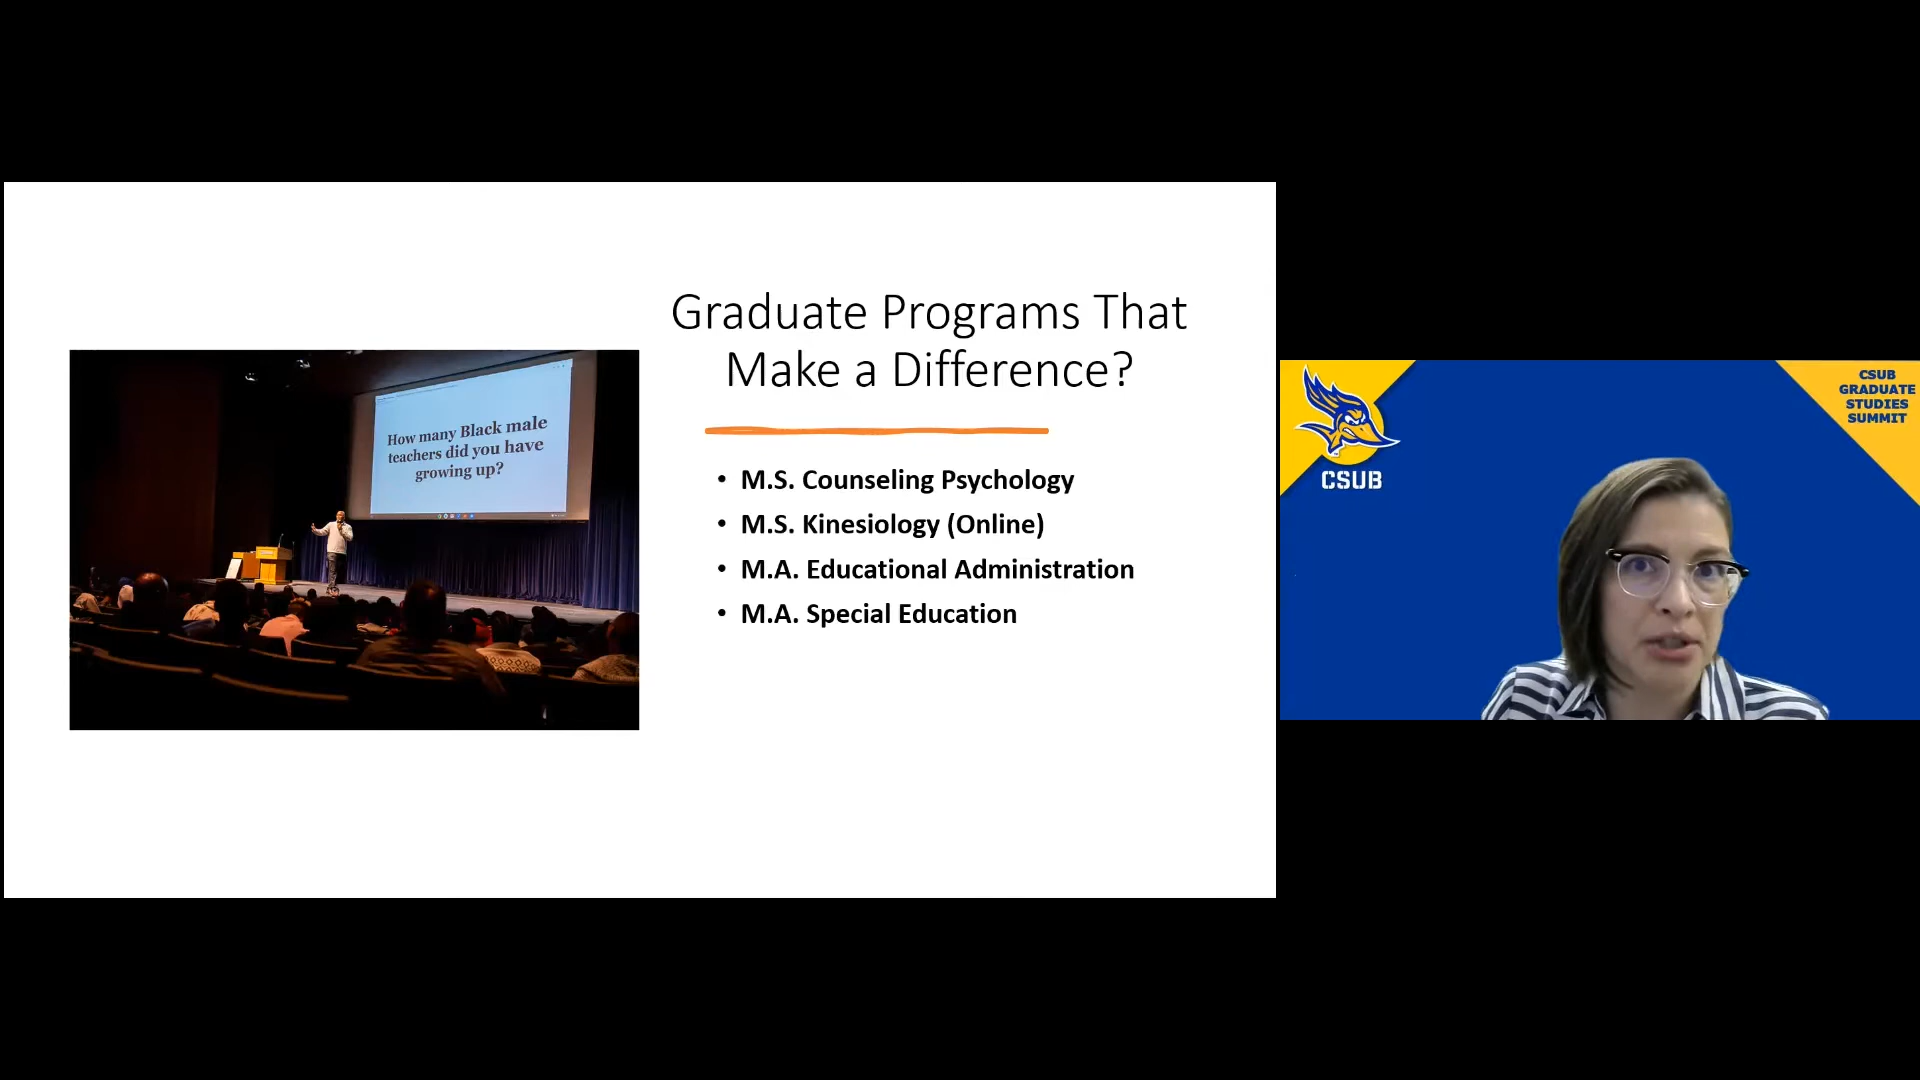 Graduate Programs That
Make a Difference?
How many Black male
teachers did you have
growing up?
• M.S. Counseling Psychology
• M.S. Kinesiology (Online)
• M.A. Educational Administration
• M.A. Special Education
CSUB
CSUB
GRADUATE
STUDIES
SUMMIT